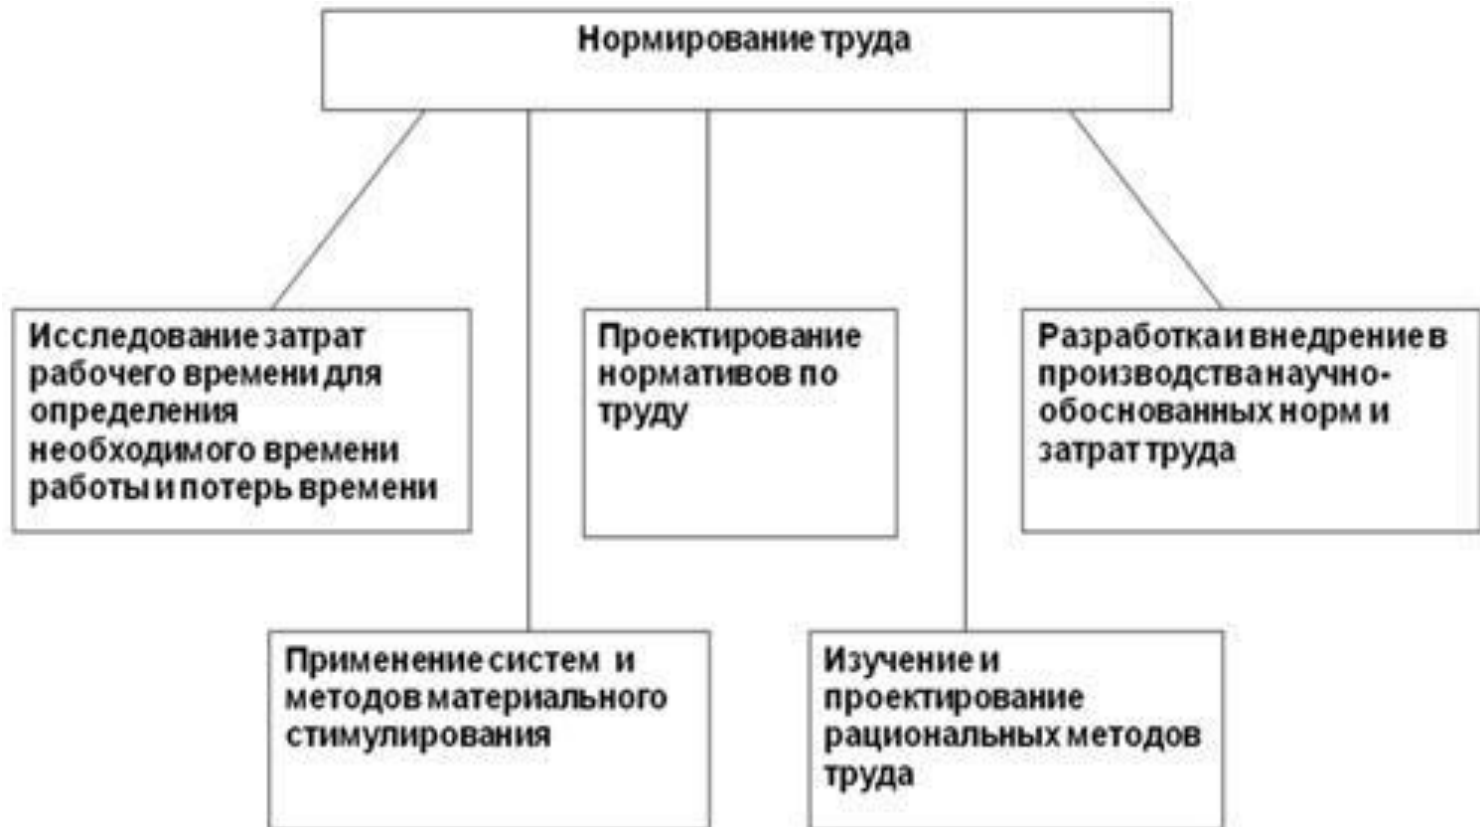 Нормирование труда
Исследование затрат
рабочего времени для
определения
необходимого времени
работы и потерь времени
Проектирование
нормативов по
труду
Разработка и внедрение в
производства научно-
обоснованных норм и
затрат труда
Применение систем и
методов материального
стимулирования
Изучение и
проектирование
рациональных методов
труда